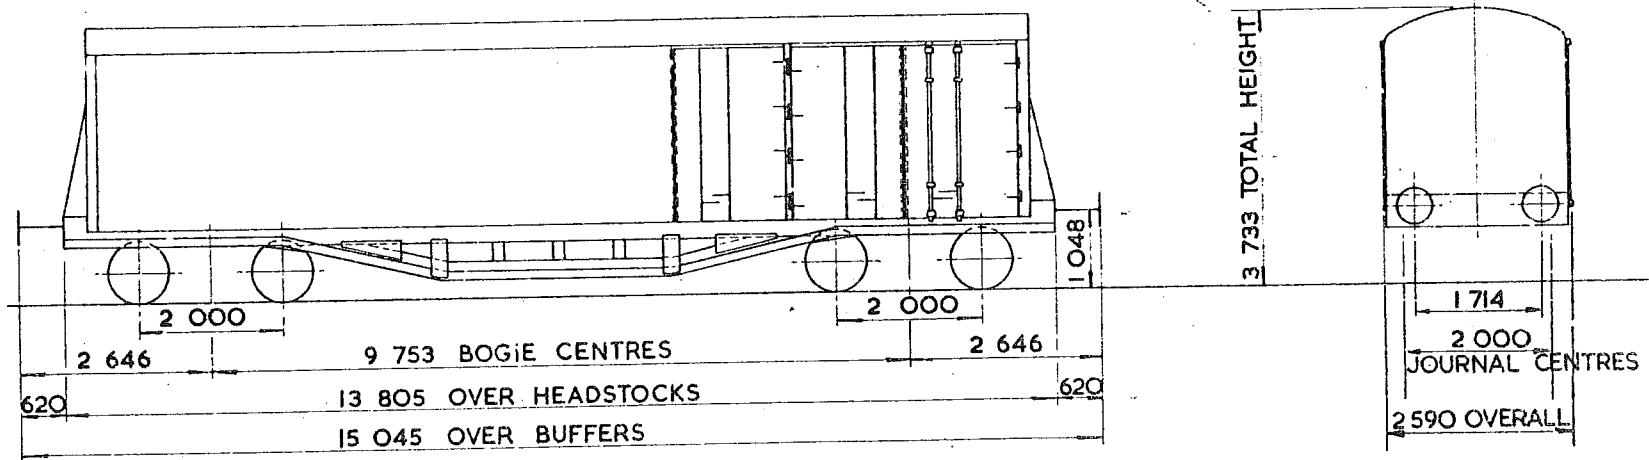 3 733 TOTAL HEIGHT
1 048
2 000
2 000
2 646
9 753 BOGiE CENTRES
2 646
620
13 805 OVER HEADSTOCKS
620
15 045 OVER BUFFERS
1 714
2 000
JOURNAL CENTRES
2 590 OVERALL